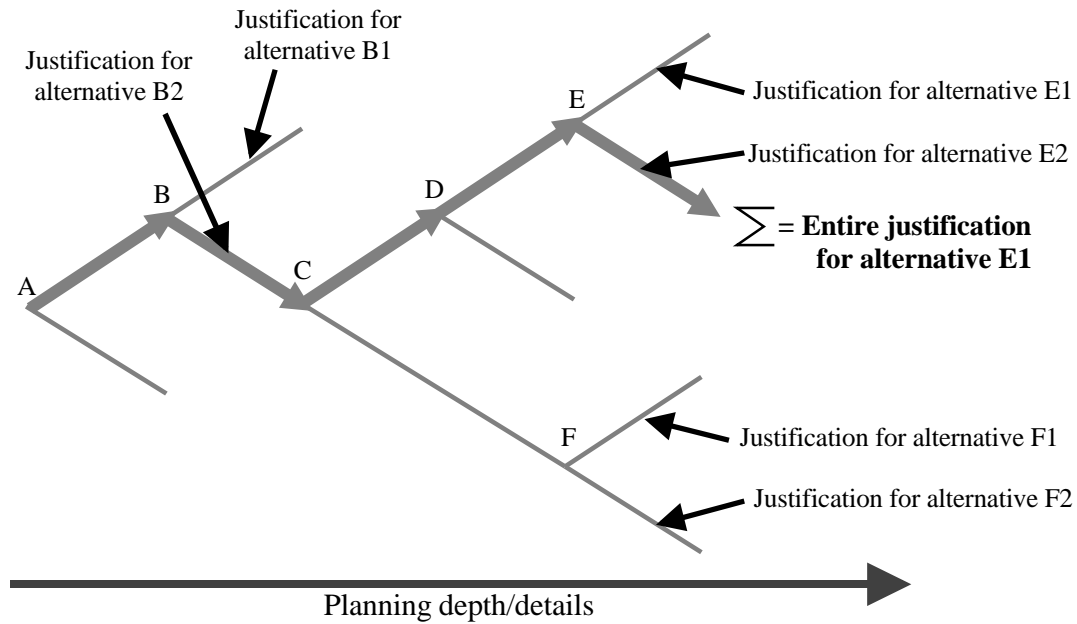 Justification for
alternative B1
Justification for
alternative B2
E
Justification for alternative E1
Justification for alternative E2
B
D
∑ = Entire justification
for alternative E1
C
A
F
Justification for alternative F1
Justification for alternative F2
Planning depth/details